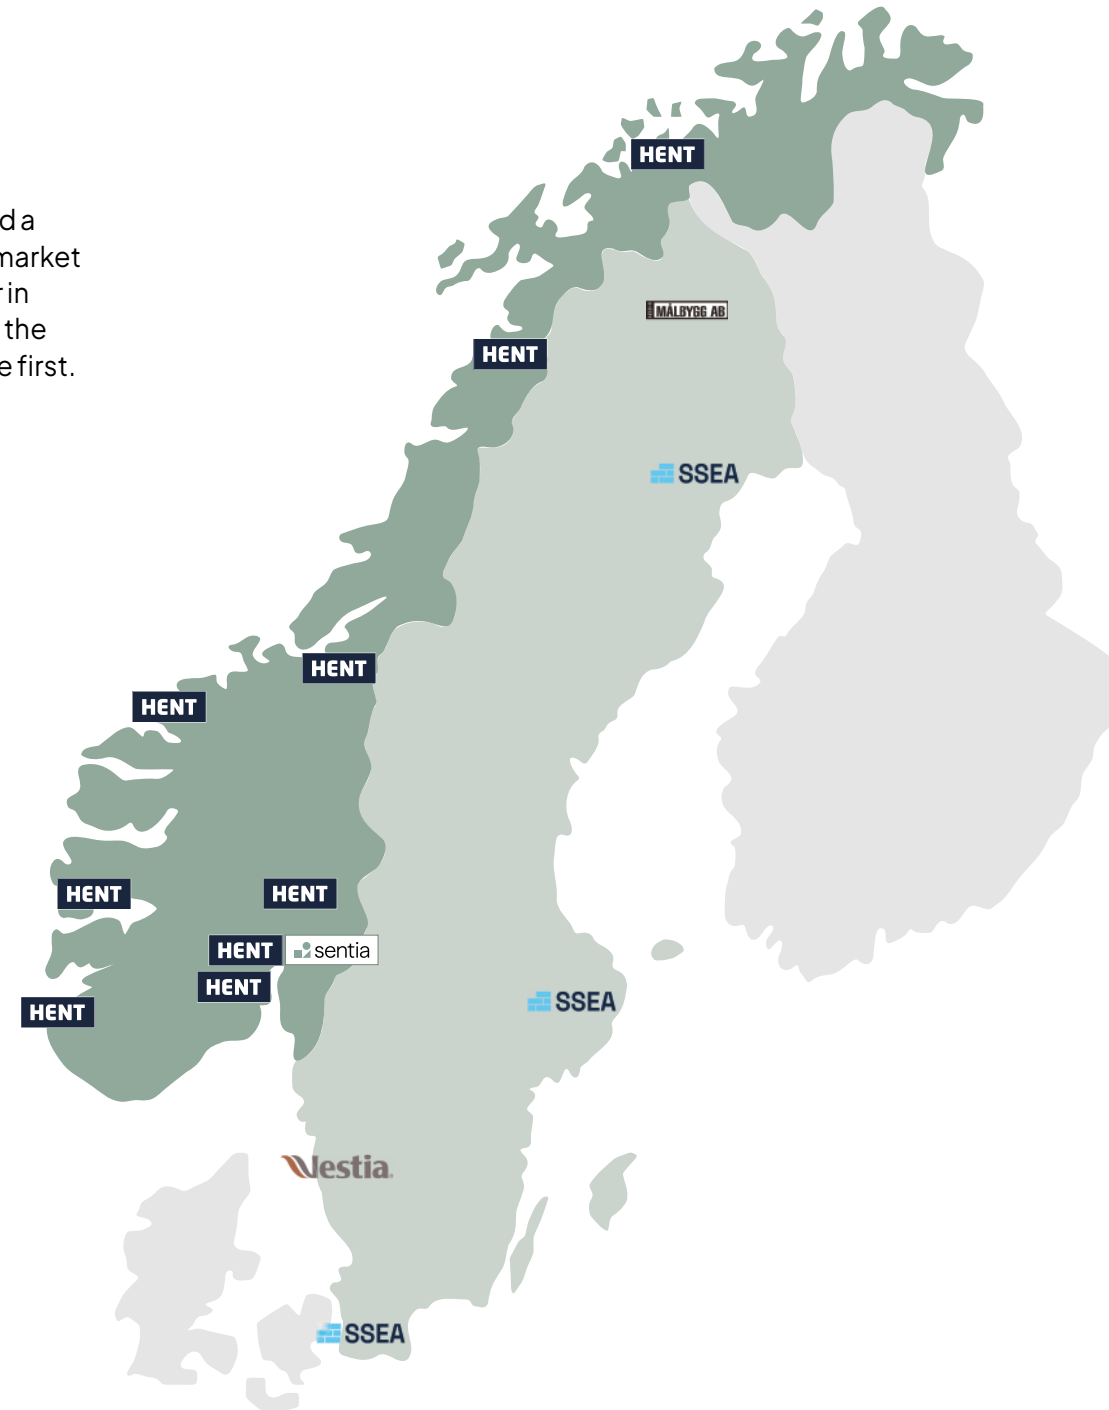 HENT
d a
market
r in
the
e first.
MÅLBYGG AB
HENT
SSEA
HENT
HENT
HENT
HENT
HENT sentia
HENT
SSEA
HENT
Vestia
SSEA